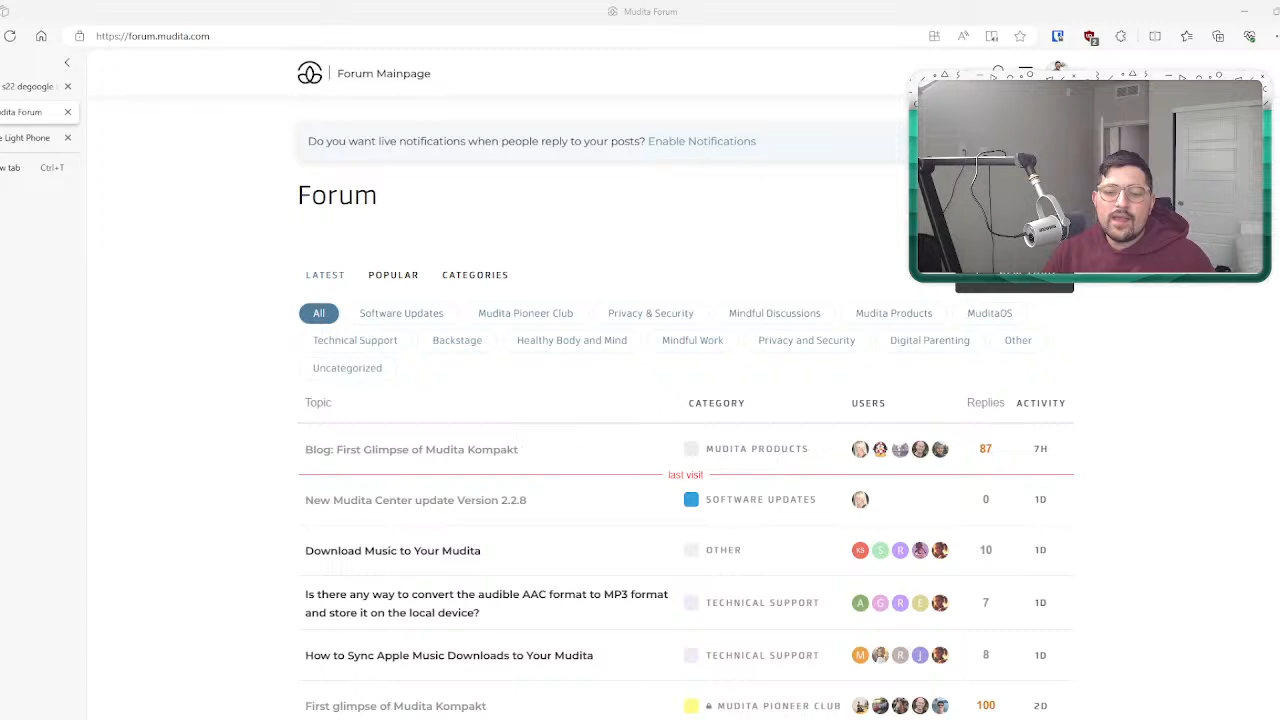 Mudita Forum
https://forum.mudita.com
s22 degoogle
dita Forum
e Light Phone
w tab Ctrl+T
Forum Mainpage
Do you want live notifications when people reply to your posts? Enable Notifications
Forum
LATEST POPULAR CATEGORIES
All Software Updates Mudita Pioneer Club Privacy & Security Mindful Discussions Mudita Products MuditaOS
Technical Support Backstage Healthy Body and Mind Mindful Work Privacy and Security Digital Parenting Other
Uncategorized
Topic CATEGORY USERS Replies ACTIVITY
Blog: First Glimpse of Mudita Kompakt MUDITA PRODUCTS 87 7H
last visit
New Mudita Center update Version 2.2.8 SOFTWARE UPDATES 0 1D
Download Music to Your Mudita OTHER KS S R 10 1D
Is there any way to convert the audible AAC format to MP3 format
and store it on the local device? TECHNICAL SUPPORT A G R E 7 1D
How to Sync Apple Music Downloads to Your Mudita TECHNICAL SUPPORT M R J 8 1D
First glimpse of Mudita Kompakt MUDITA PIONEER CLUB 100 2D